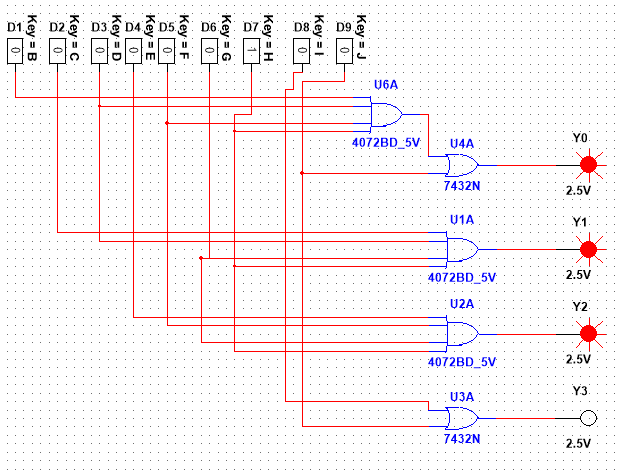 D1 D2 D3 D4 D5 D6 D7 D8 D9
Key = B Key = C Key = D Key = E Key = F Key = G Key = H Key = I Key = J
0 0 0 0 0 0 1 0 0
U6A
4072BD_5V
U4A
7432N
Y0
2.5V
U1A
4072BD_5V
Y1
2.5V
U2A
4072BD_5V
Y2
2.5V
U3A
7432N
Y3
2.5V